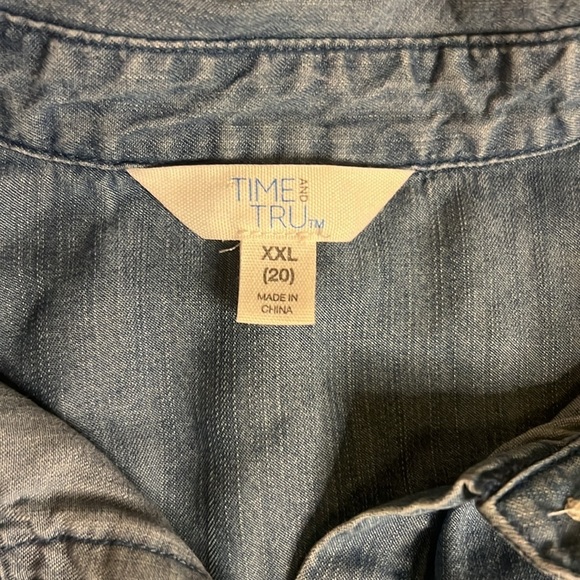 TIME AND
TRU™
XXL
(20)
MADE IN
CHINA